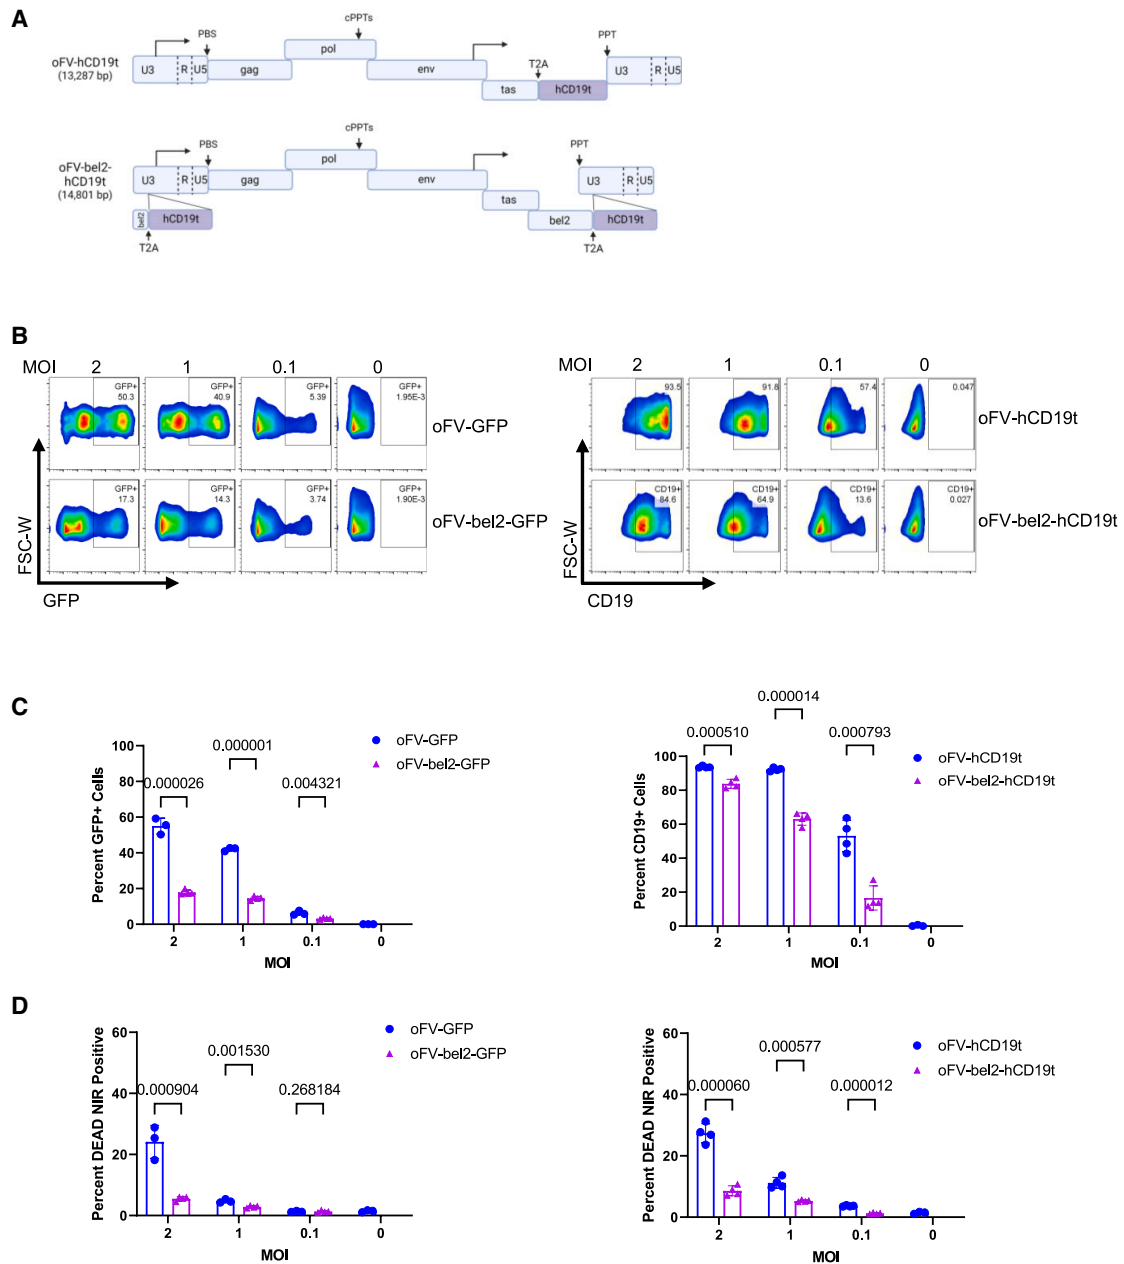 A
oFV-hCD19t
(13,287 bp)
U3
R
U5
PBS
gag
pol
cPPTs
env
tas
T2A
hCD19t
PPT
U3
R
U5
oFV-bel2-
hCD19t
(14,801 bp)
U3
R
U5
PBS
gag
pol
cPPTs
env
tas
bel2
PPT
U3
R
U5
bel2
hCD19t
T2A
hCD19t
T2A
B
MOI 2 1 0.1 0
GFP+ 50.3
GFP+ 40.9
GFP+ 5.39
GFP+ 1.95E-3
oFV-GFP
GFP+ 17.3
GFP+ 14.3
GFP+ 3.74
GFP+ 1.90E-3
oFV-bel2-GFP
FSC-W
GFP
MOI 2 1 0.1 0
93.5
91.8
57.4
0.047
oFV-hCD19t
CD19+ 84.6
CD19+ 64.9
CD19+ 13.6
CD19+ 0.027
oFV-bel2-hCD19t
FSC-W
CD19
C
Percent GFP+ Cells
100
80
60
40
20
0
0.000026
0.000001
0.004321
oFV-GFP
oFV-bel2-GFP
2 1 0.1 0
MOI
Percent CD19+ Cells
100
80
60
40
20
0
0.000510
0.000014
0.000793
oFV-hCD19t
oFV-bel2-hCD19t
2 1 0.1 0
MOI
D
Percent DEAD NIR Positive
60
40
20
0
0.000904
0.001530
0.268184
oFV-GFP
oFV-bel2-GFP
2 1 0.1 0
MOI
Percent DEAD NIR Positive
60
40
20
0
0.000060
0.000577
0.000012
oFV-hCD19t
oFV-bel2-hCD19t
2 1 0.1 0
MOI